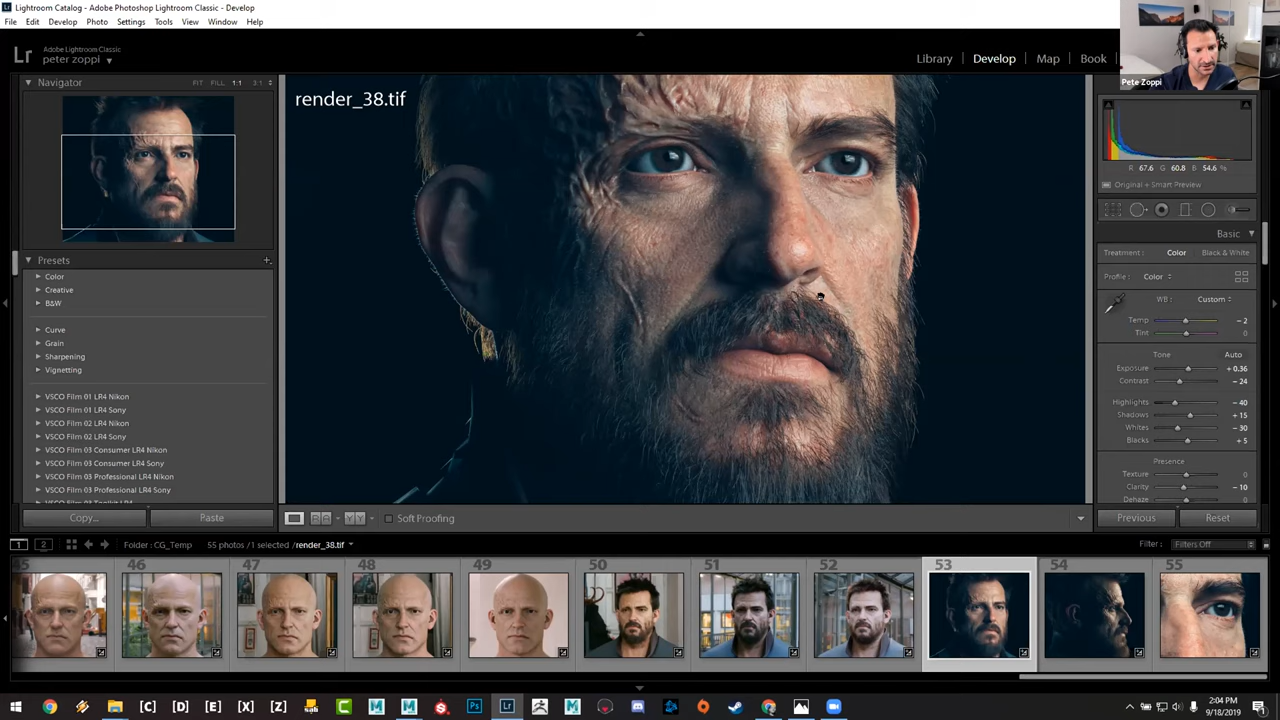 Lightroom Catalog - Adobe Photoshop Lightroom Classic - Develop
File Edit Develop Photo Settings Tools View Window Help
Lr
Adobe Lightroom Classic
peter zoppi
Library | Develop | Map | Book
Pete Zoppi
Navigator FIT FILL 1:1 3:1
render_38.tif
R 67.6 G 60.8 B 54.6 %
Original + Smart Preview
Presets +
Color
Creative
B&W
Curve
Grain
Sharpening
Vignetting
VSCO Film 01 LR4 Nikon
VSCO Film 01 LR4 Sony
VSCO Film 02 LR4 Nikon
VSCO Film 02 LR4 Sony
VSCO Film 03 Consumer LR4 Nikon
VSCO Film 03 Consumer LR4 Sony
VSCO Film 03 Professional LR4 Nikon
VSCO Film 03 Professional LR4 Sony
Basic
Treatment : Color Black & White
Profile : Color
WB : Custom
Temp - 2
Tint 0
Tone Auto
Exposure + 0.36
Contrast - 24
Highlights - 40
Shadows + 15
Whites - 30
Blacks + 5
Presence
Texture 0
Clarity - 10
Dehaze 0
Copy... Paste
Soft Proofing
Previous Reset
1 2 Folder : CG_Temp 55 photos / 1 selected / render_38.tif Filter : Filters Off
46 47 48 49 50 51 52 53 54 55
[C] [D] [E] [X] [Z] Ps Lr
2:04 PM
9/18/2019